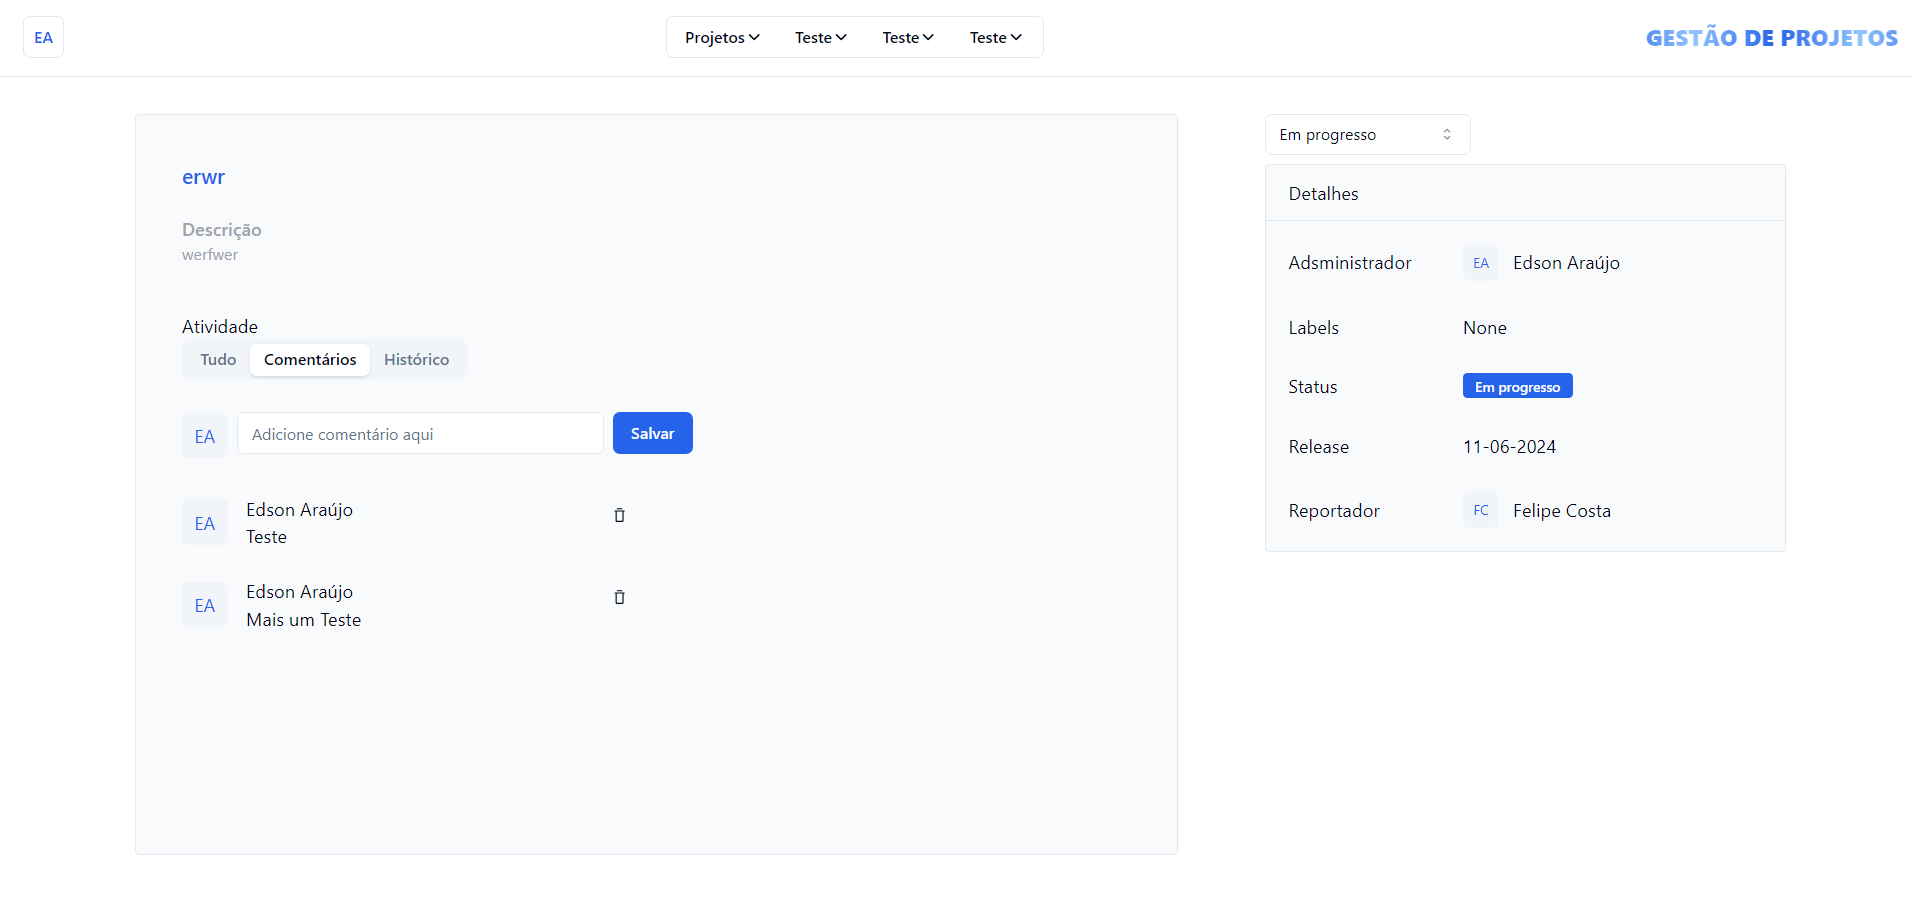 EA
Projetos Teste Teste Teste
GESTÃO DE PROJETOS
erwr
Descrição
werfwer
Atividade
Tudo Comentários Histórico
EA Adicione comentário aqui Salvar
EA Edson Araújo
Teste
EA Edson Araújo
Mais um Teste
Em progresso
Detalhes
Adsministrador EA Edson Araújo
Labels None
Status Em progresso
Release 11-06-2024
Reportador FC Felipe Costa